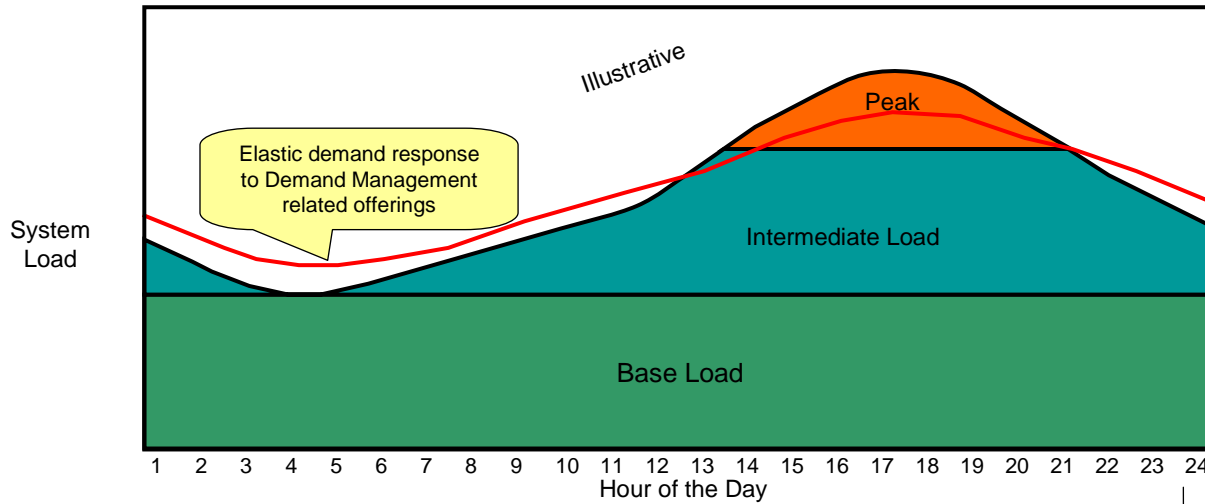 Illustrative
Peak
Elastic demand response
to Demand Management
related offerings
System
Load
Intermediate Load
Base Load
1 2 3 4 5 6 7 8 9 10 11 12 13 14 15 16 17 18 19 20 21 22 23 24
Hour of the Day